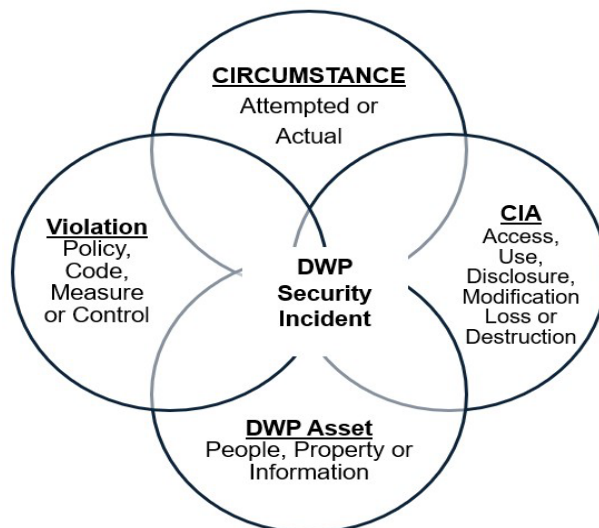 CIRCUMSTANCE
Attempted or
Actual
Violation
Policy,
Code,
Measure
or Control
DWP
Security
Incident
CIA
Access,
Use,
Disclosure,
Modification
Loss or
Destruction
DWP Asset
People, Property or
Information